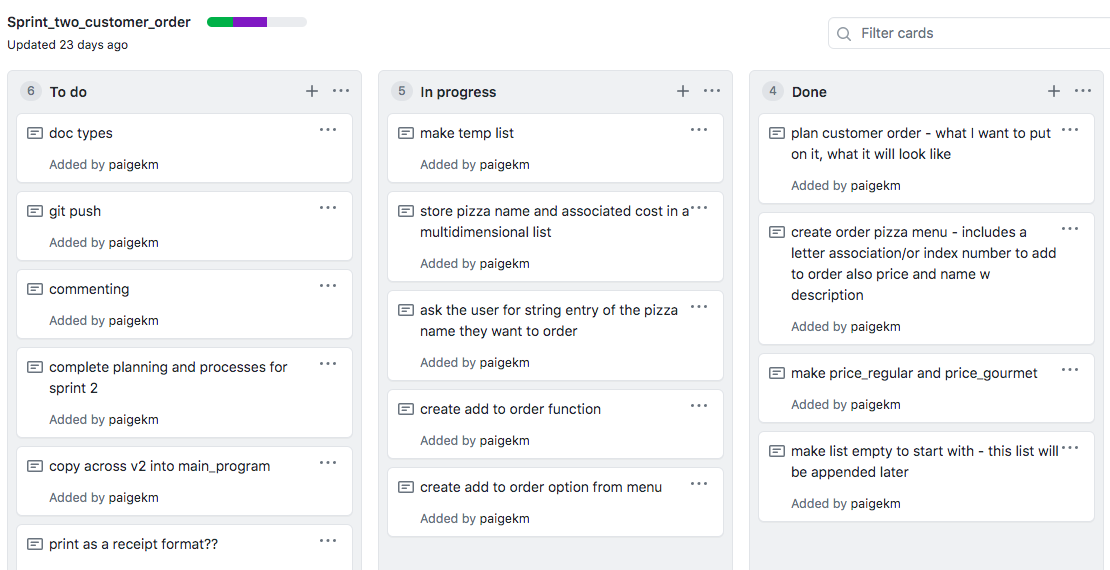 Sprint_two_customer_order
Updated 23 days ago
Filter cards
6 To do
doc types
Added by paigekm
git push
Added by paigekm
commenting
Added by paigekm
complete planning and processes for
sprint 2
Added by paigekm
copy across v2 into main_program
Added by paigekm
print as a receipt format??
5 In progress
make temp list
Added by paigekm
store pizza name and associated cost in a
multidimensional list
Added by paigekm
ask the user for string entry of the pizza
name they want to order
Added by paigekm
create add to order function
Added by paigekm
create add to order option from menu
Added by paigekm
4 Done
plan customer order - what I want to put
on it, what it will look like
Added by paigekm
create order pizza menu - includes a
letter association/or index number to add
to order also price and name w
description
Added by paigekm
make price_regular and price_gourmet
Added by paigekm
make list empty to start with - this list will
be appended later
Added by paigekm